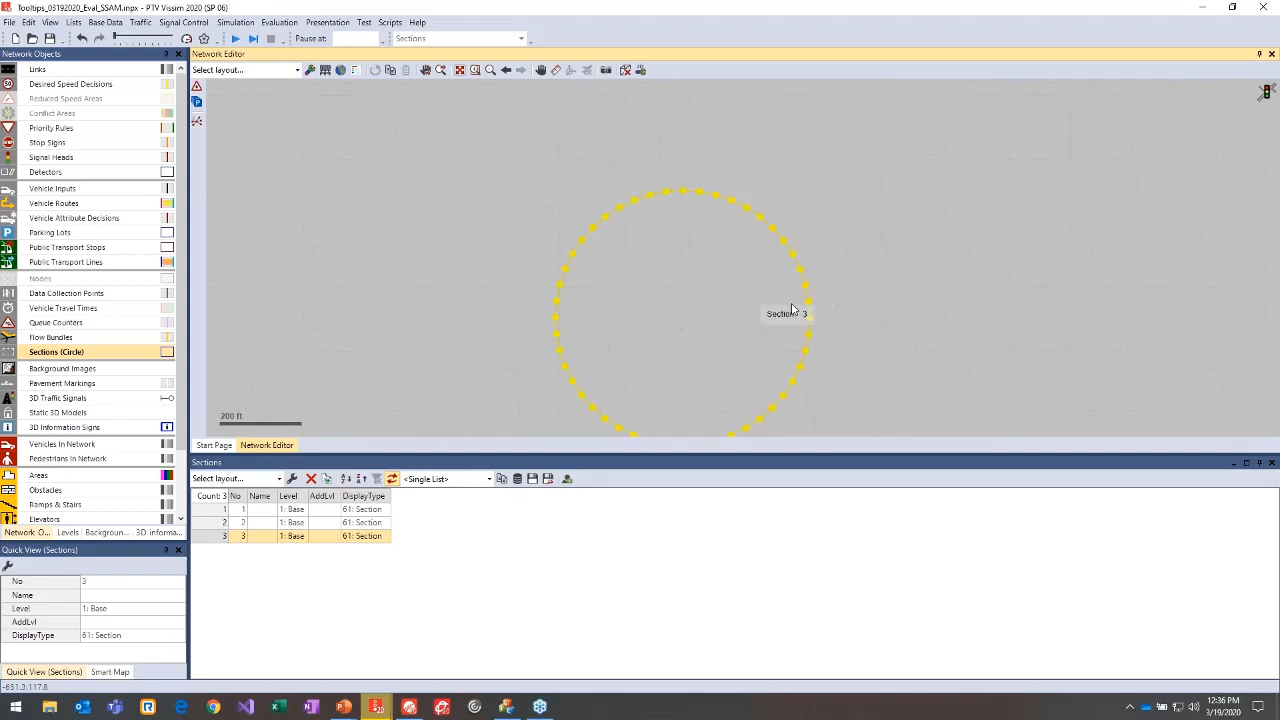 Tooltips_03192020_Eval_SSAM.inpx - PTV Vissim 2020 (SP 06)
File Edit View Lists Base Data Traffic Signal Control Simulation Evaluation Presentation Test Scripts Help
Pause at: Sections
Network Objects
Links
Desired Speed Decisions
Reduced Speed Areas
Conflict Areas
Priority Rules
Stop Signs
Signal Heads
Detectors
Vehicle Inputs
Vehicle Routes
Vehicle Attribute Decisions
Parking Lots
Public Transport Stops
Public Transport Lines
Nodes
Data Collection Points
Vehicle Travel Times
Queue Counters
Flow Bundles
Sections (Circle)
Background Images
Pavement Markings
3D Traffic Signals
Static 3D Models
3D Information Signs
Vehicles In Network
Pedestrians In Network
Areas
Obstacles
Ramps & Stairs
Elevators
Network O... Levels Backgroun... 3D informa...
Network Editor
Select layout...
Section: 3
200 ft
Start Page Network Editor
Sections
Select layout... <Single List>
Count: 3 No Name Level AddLvl DisplayType
1 1 1: Base 61: Section
2 2 1: Base 61: Section
3 3 1: Base 61: Section
Quick View (Sections)
No 3
Name
Level 1: Base
AddLvl
DisplayType 61: Section
Quick View (Sections) Smart Map
-651.3:117.8
12:36 PM
3/19/2020